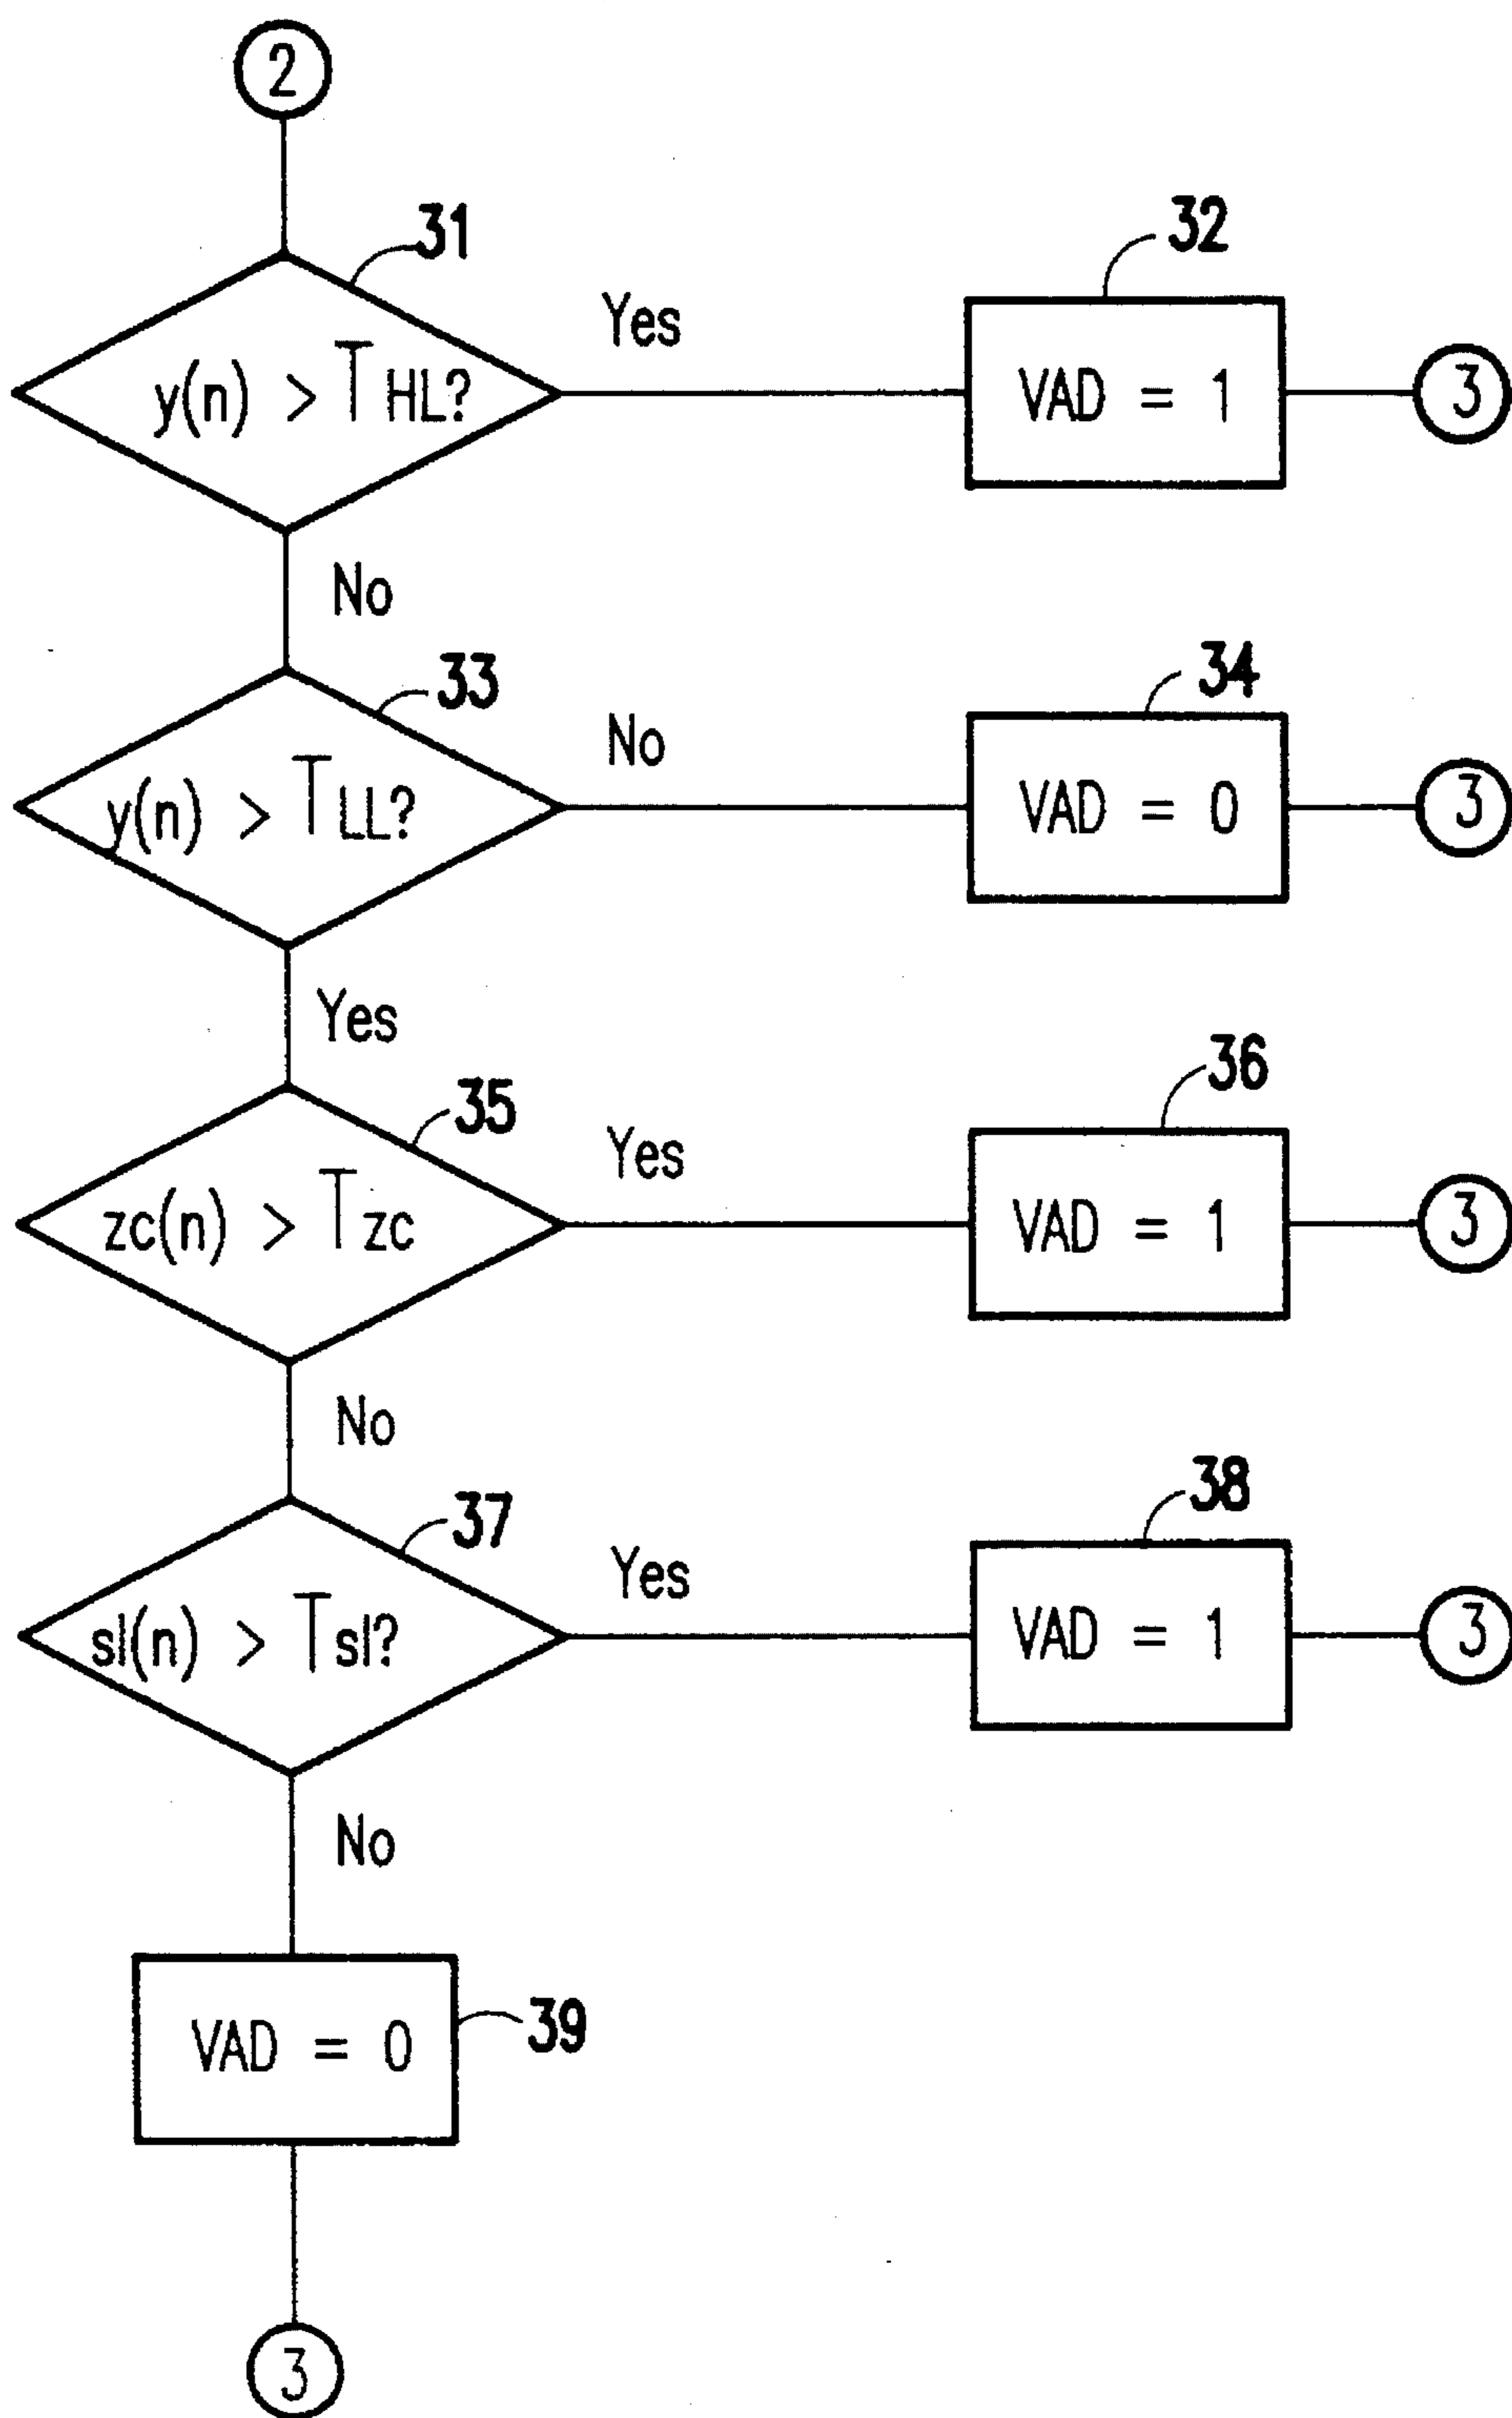 2
31
y(n) > THL?
Yes
32
VAD = 1
3
No
33
y(n) > TLL?
No
34
VAD = 0
3
Yes
35
zc(n) > Tzc
Yes
36
VAD = 1
3
No
37
sl(n) > Tsl?
Yes
38
VAD = 1
3
No
VAD = 0
39
3